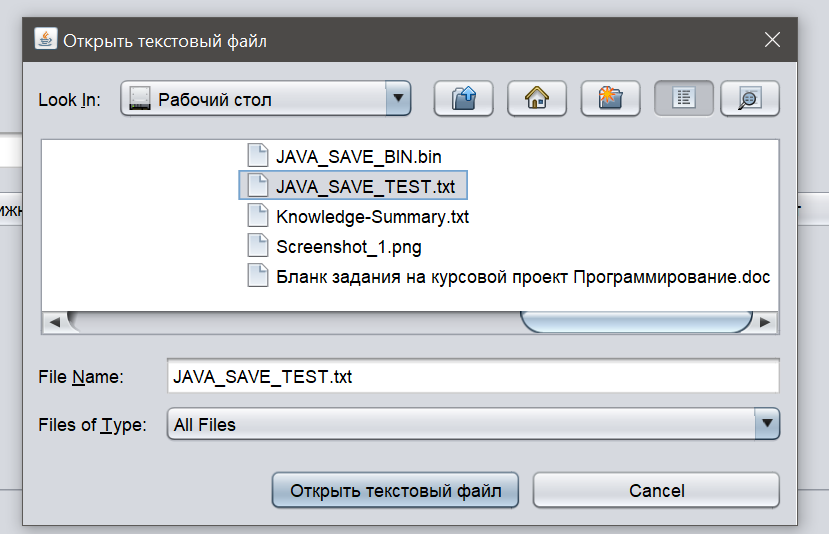 Открыть текстовый файл
Look In: Рабочий стол
JAVA_SAVE_BIN.bin
JAVA_SAVE_TEST.txt
Knowledge-Summary.txt
Screenshot_1.png
Бланк задания на курсовой проект Программирование.doc
File Name: JAVA_SAVE_TEST.txt
Files of Type: All Files
Открыть текстовый файл Cancel